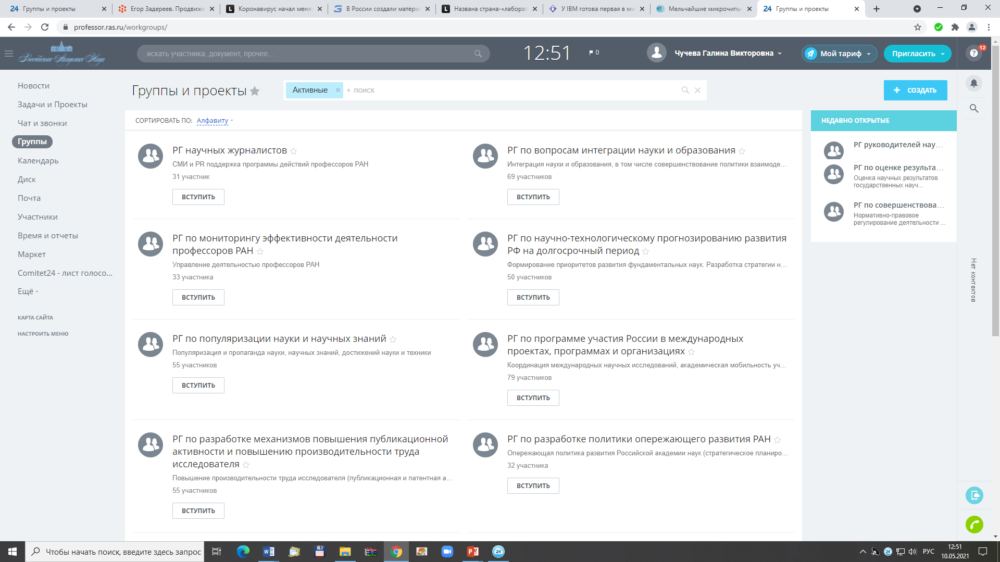 Группы и проекты
Егор Задереев. Продвиже
Коронавирус начал меня
В России создали матери
Названа страна-«лаборат
У IBM готова первая в ми
Мельчайшие микрочипы
Группы и проекты
professor.ras.ru/workgroups/
Российская Академия Наук
искать участника, документ, прочее...
12:51
0
Чучева Галина Викторовна
Мой тариф
Пригласить
12
Новости
Задачи и Проекты
Чат и звонки
Группы
Календарь
Диск
Почта
Участники
Время и отчеты
Маркет
Comitet24 - лист голосо...
Ещё
КАРТА САЙТА
НАСТРОИТЬ МЕНЮ
Группы и проекты
Активные
+ поиск
СОЗДАТЬ
СОРТИРОВАТЬ ПО: Алфавиту
РГ научных журналистов
СМИ и PR поддержка программы действий профессоров РАН
31 участник
ВСТУПИТЬ
РГ по вопросам интеграции науки и образования
Интеграция науки и образования, в том числе совершенствование политики взаимоде...
69 участников
ВСТУПИТЬ
РГ по мониторингу эффективности деятельности
профессоров РАН
Управление деятельностью профессоров РАН
33 участника
ВСТУПИТЬ
РГ по научно-технологическому прогнозированию развития
РФ на долгосрочный период
Формирование приоритетов развития фундаментальных наук. Разработка стратегии н...
50 участников
ВСТУПИТЬ
РГ по популяризации науки и научных знаний
Популяризация и пропаганда науки, научных знаний, достижений науки и техники
55 участников
ВСТУПИТЬ
РГ по программе участия России в международных
проектах, программах и организациях
Координация международных научных исследований, академическая мобильность уч...
79 участников
ВСТУПИТЬ
РГ по разработке механизмов повышения публикационной
активности и повышению производительности труда
исследователя
Повышение производительности труда исследователя (публикационная и патентная а...
55 участников
ВСТУПИТЬ
РГ по разработке политики опережающего развития РАН
Опережающая политика развития Российской академии наук (стратегическое планиро...
32 участника
ВСТУПИТЬ
НЕДАВНО ОТКРЫТЫЕ
РГ руководителей нау...
РГ по оценке результа...
Оценка научных результатов
государственных науч...
РГ по совершенствова...
Нормативно-правовое
регулирование деятельности ...
Нет контактов
Чтобы начать поиск, введите здесь запрос
РУС
12:51
10.05.2021